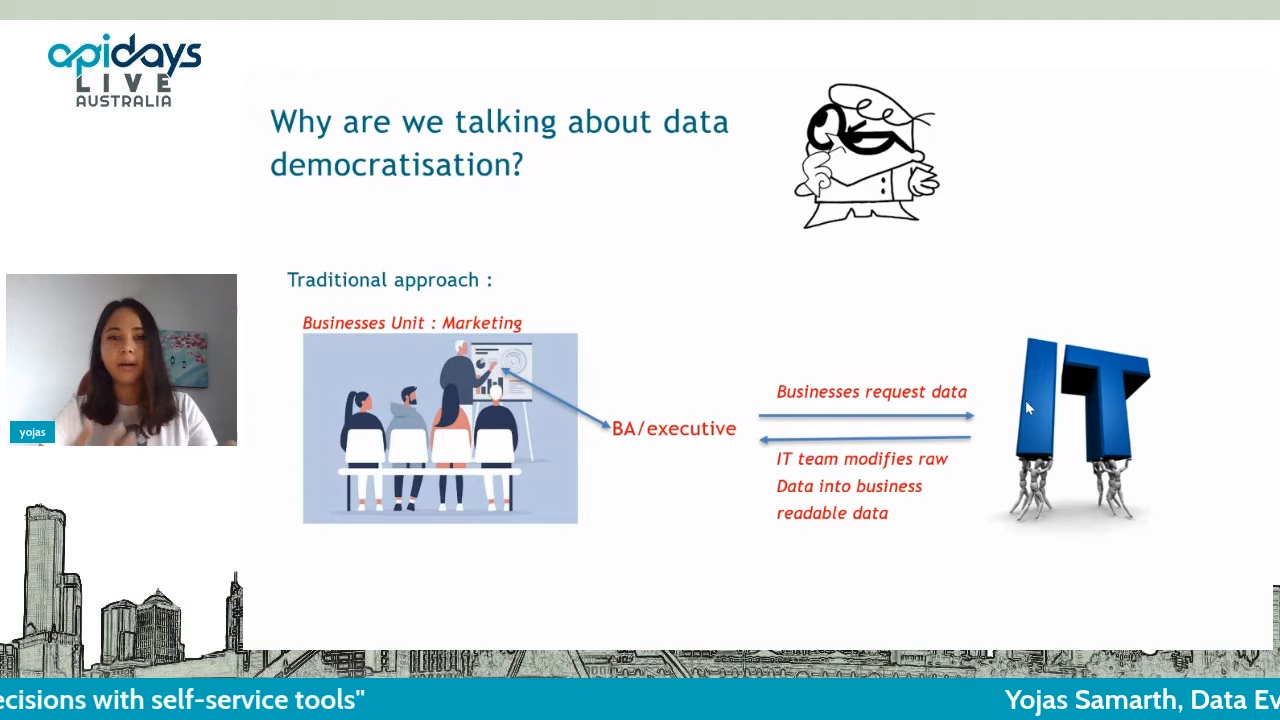 apidays
LIVE
AUSTRALIA
Why are we talking about data
democratisation?
Traditional approach :
Businesses Unit : Marketing
BA/executive
Businesses request data
IT team modifies raw
Data into business
readable data
IT
yojas
ecisions with self-service tools"
Yojas Samarth, Data Ev